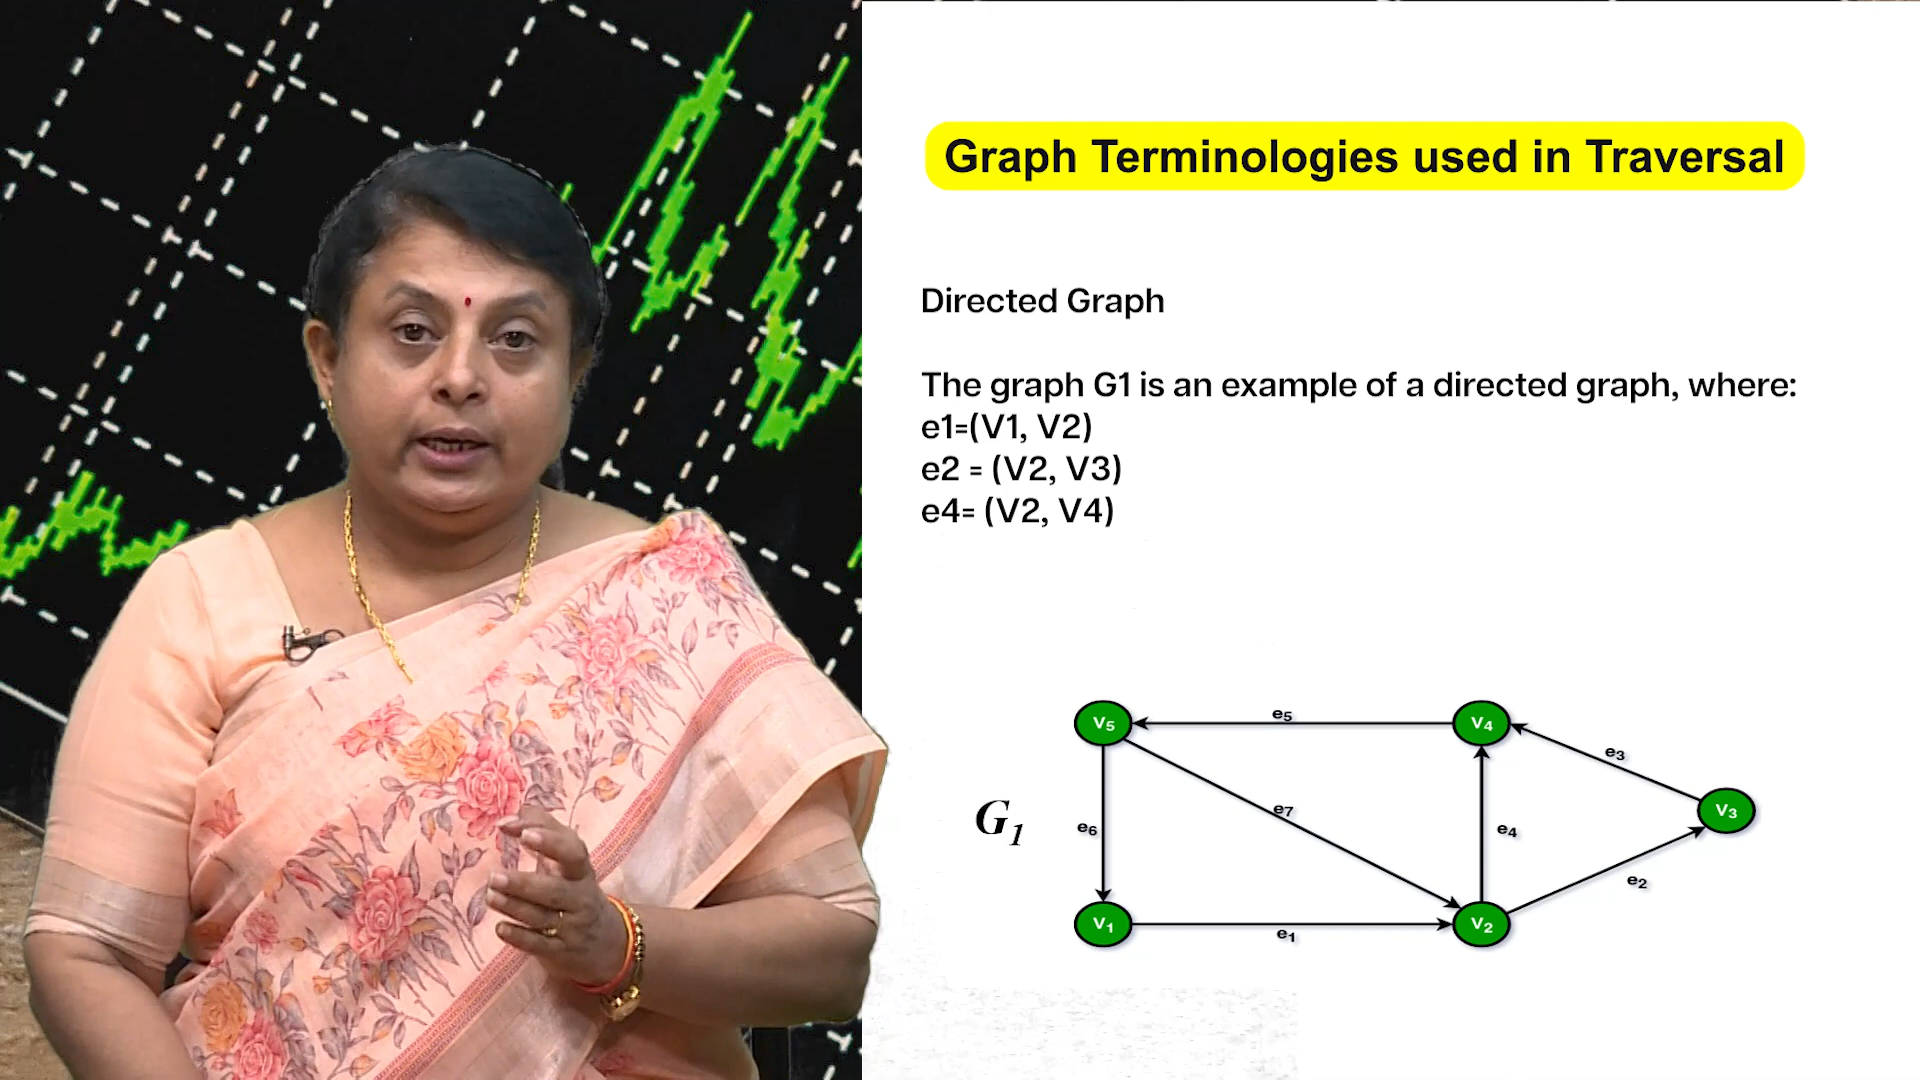 Graph Terminologies used in Traversal
Directed Graph
The graph G1 is an example of a directed graph, where:
e1=(V1, V2)
e2 = (V2, V3)
e4= (V2, V4)
V5
e5
V4
e3
V3
G1
e6
e7
e4
e2
V1
e1
V2